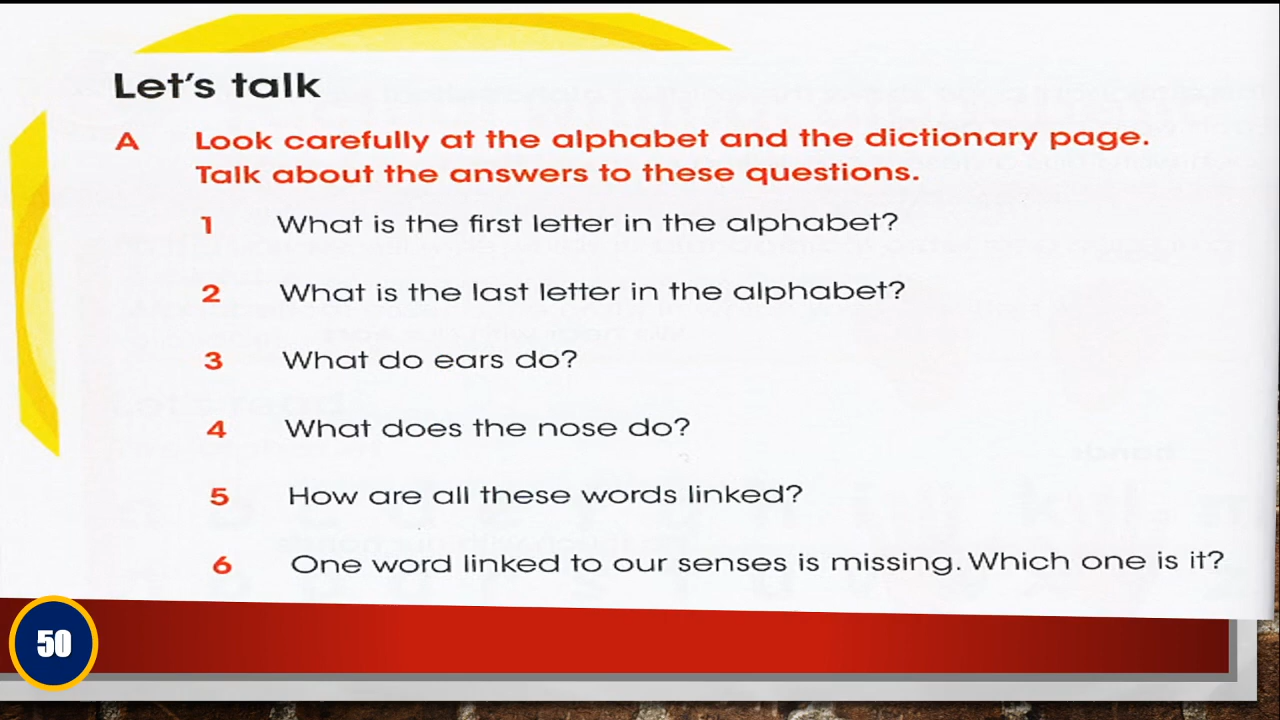 Let's talk
A Look carefully at the alphabet and the dictionary page.
Talk about the answers to these questions.
1 What is the first letter in the alphabet?
2 What is the last letter in the alphabet?
3 What do ears do?
4 What does the nose do?
5 How are all these words linked?
6 One word linked to our senses is missing. Which one is it?
50